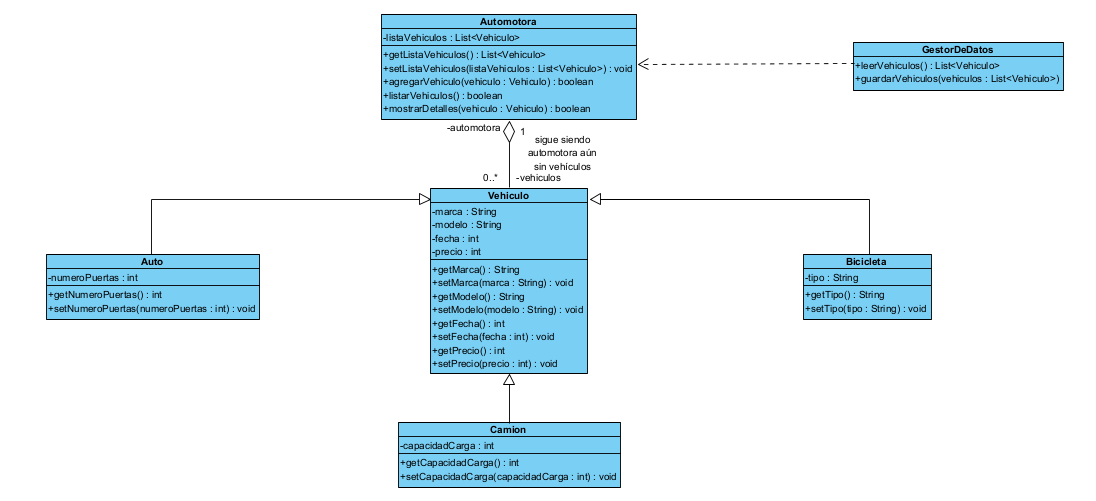 Automotora
-listaVehiculos : List<Vehiculo>
+getListaVehiculos() : List<Vehiculo>
+setListaVehiculos(listaVehiculos : List<Vehiculo>) : void
+agregarVehiculo(vehiculo : Vehiculo) : boolean
+listarVehiculos() : boolean
+mostrarDetalles(vehiculo : Vehiculo) : boolean
GestorDeDatos
+leerVehiculos() : List<Vehiculo>
+guardarVehiculos(vehiculos : List<Vehiculo>)
-automotora
1
sigue siendo
automotora aún
sin vehículos
0..*
-vehiculos
Vehiculo
-marca : String
-modelo : String
-fecha : int
-precio : int
+getMarca() : String
+setMarca(marca : String) : void
+getModelo() : String
+setModelo(modelo : String) : void
+getFecha() : int
+setFecha(fecha : int) : void
+getPrecio() : int
+setPrecio(precio : int) : void
Auto
-numeroPuertas : int
+getNumeroPuertas() : int
+setNumeroPuertas(numeroPuertas : int) : void
Bicicleta
-tipo : String
+getTipo() : String
+setTipo(tipo : String) : void
Camion
-capacidadCarga : int
+getCapacidadCarga() : int
+setCapacidadCarga(capacidadCarga : int) : void